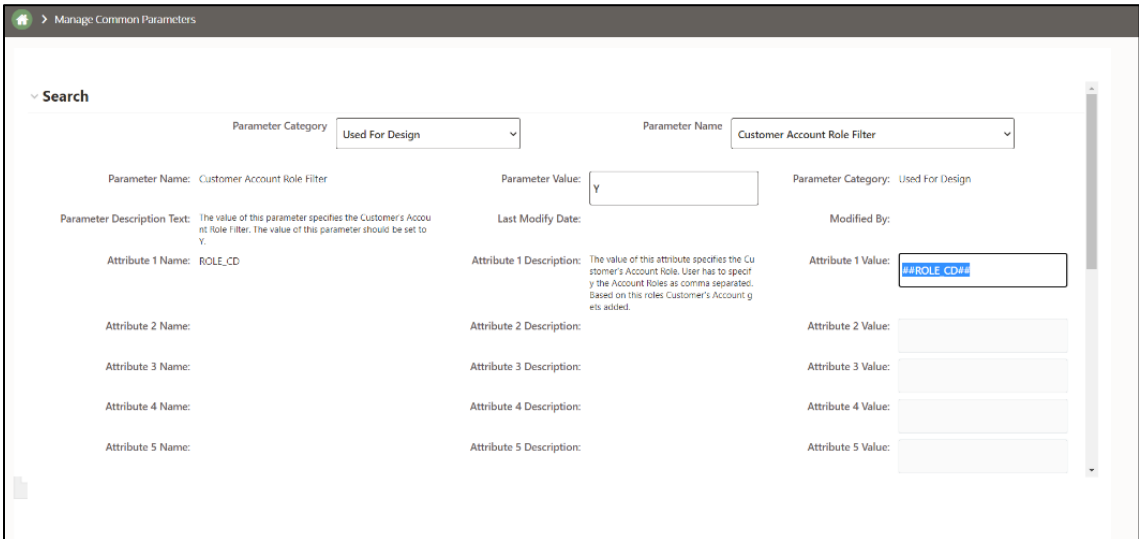 > Manage Common Parameters
Search
Parameter Category Used For Design Parameter Name Customer Account Role Filter
Parameter Name: Customer Account Role Filter Parameter Value: Y Parameter Category: Used For Design
Parameter Description Text: The value of this parameter specifies the Customer's Accou
nt Role Filter. The value of this parameter should be set to
Y.
Last Modify Date: Modified By:
Attribute 1 Name: ROLE_CD Attribute 1 Description: The value of this attribute specifies the Cu
stomer's Account Role. User has to specif
y the Account Roles as comma separated.
Based on this roles Customer's Account g
ets added.
Attribute 1 Value: ##ROLE_CD##
Attribute 2 Name: Attribute 2 Description: Attribute 2 Value:
Attribute 3 Name: Attribute 3 Description: Attribute 3 Value:
Attribute 4 Name: Attribute 4 Description: Attribute 4 Value:
Attribute 5 Name: Attribute 5 Description: Attribute 5 Value: